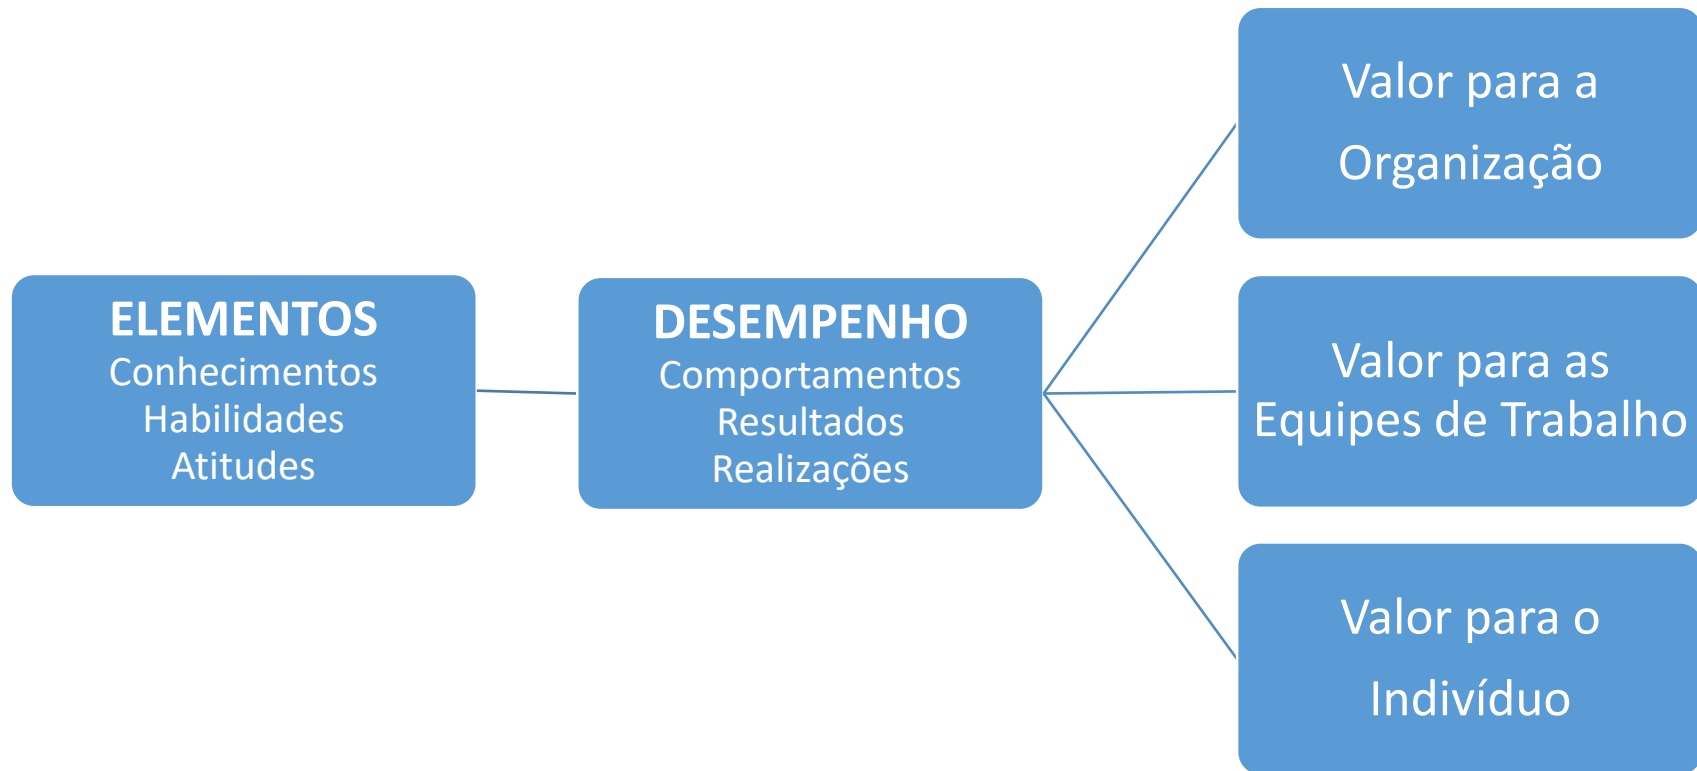 ELEMENTOS
Conhecimentos
Habilidades
Atitudes
DESEMPENHO
Comportamentos
Resultados
Realizações
Valor para a
Organização
Valor para as
Equipes de Trabalho
Valor para o
Indivíduo